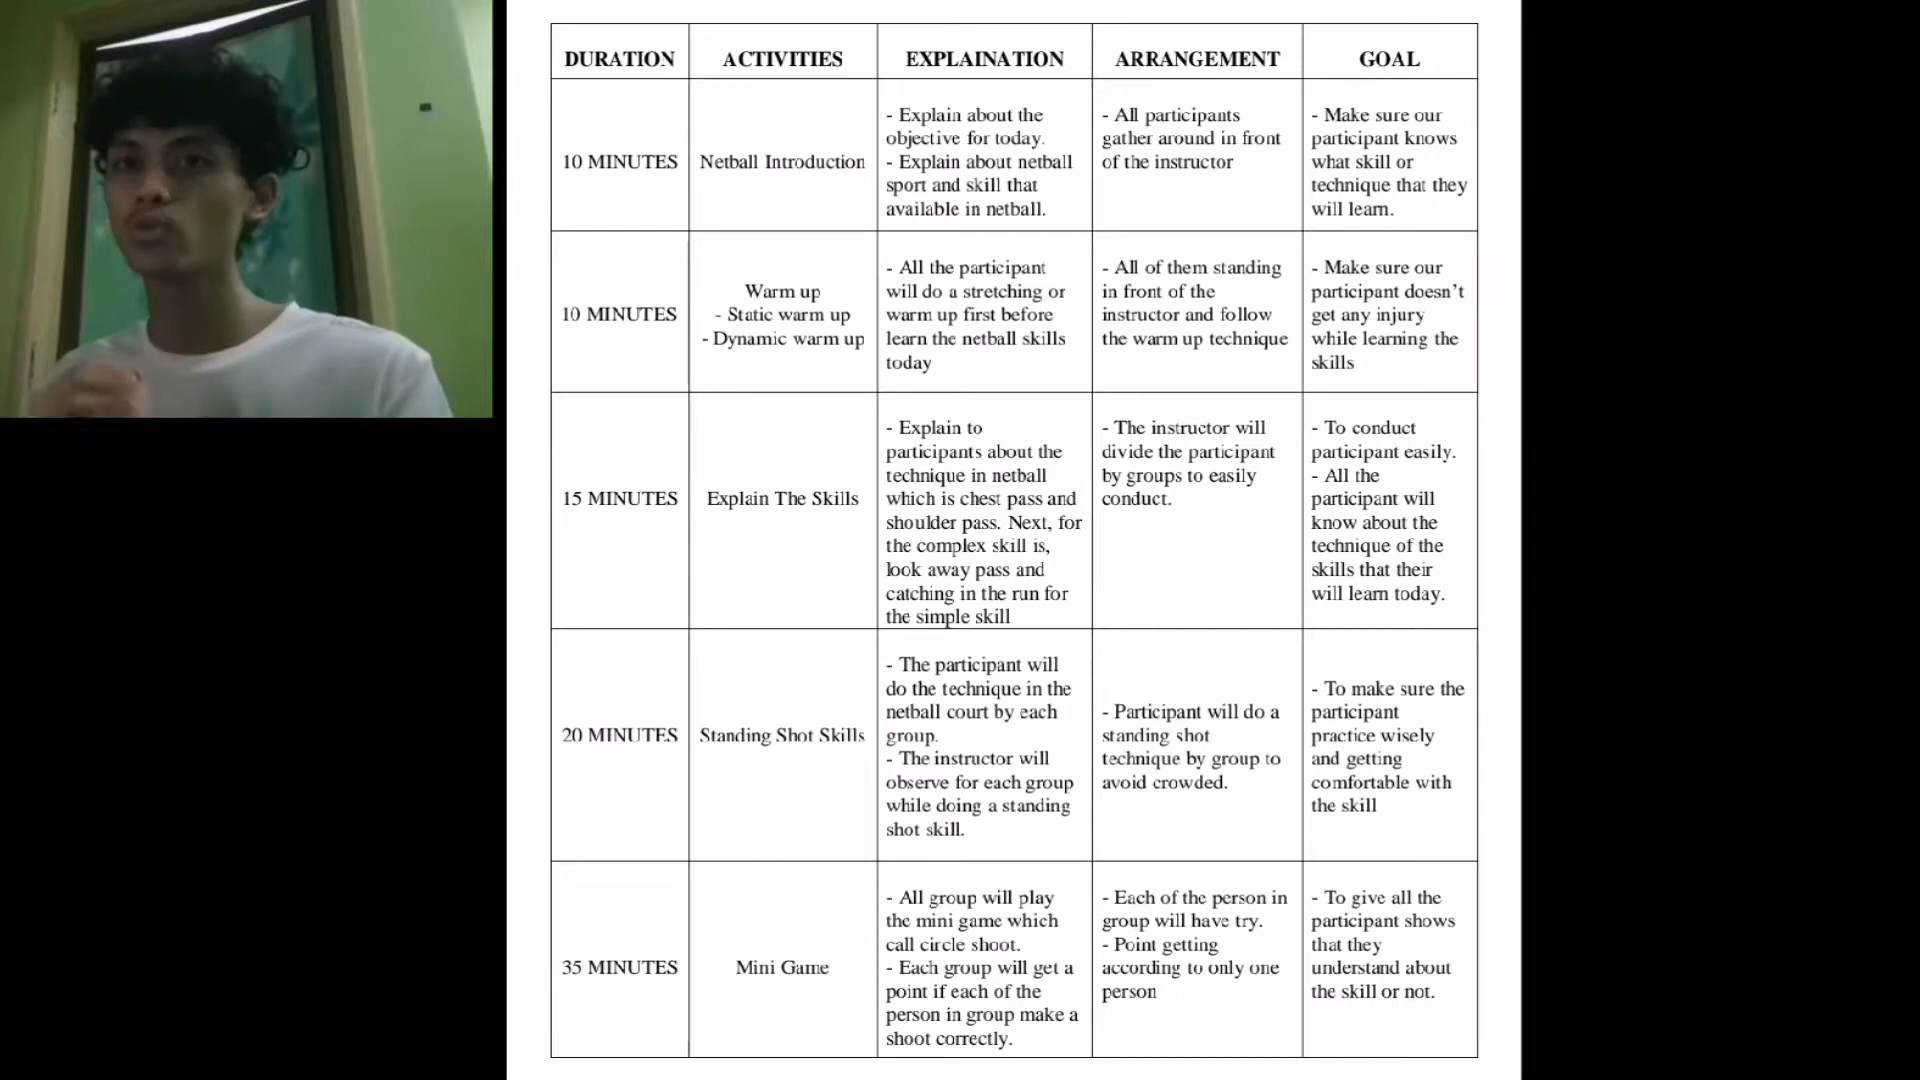 DURATION
ACTIVITIES
EXPLAINATION
ARRANGEMENT
GOAL
10 MINUTES
Netball Introduction
- Explain about the
objective for today.
- Explain about netball
sport and skill that
available in netball.
- All participants
gather around in front
of the instructor
- Make sure our
participant knows
what skill or
technique that they
will learn.
10 MINUTES
Warm up
- Static warm up
- Dynamic warm up
- All the participant
will do a stretching or
warm up first before
learn the netball skills
today
- All of them standing
in front of the
instructor and follow
the warm up technique
- Make sure our
participant doesn't
get any injury
while learning the
skills
15 MINUTES
Explain The Skills
- Explain to
participants about the
technique in netball
which is chest pass and
shoulder pass. Next, for
the complex skill is,
look away pass and
catching in the run for
the simple skill
- The instructor will
divide the participant
by groups to easily
conduct.
- To conduct
participant easily.
- All the
participant will
know about the
technique of the
skills that their
will learn today.
20 MINUTES
Standing Shot Skills
- The participant will
do the technique in the
netball court by each
group.
- The instructor will
observe for each group
while doing a standing
shot skill.
- Participant will do a
standing shot
technique by group to
avoid crowded.
- To make sure the
participant
practice wisely
and getting
comfortable with
the skill
35 MINUTES
Mini Game
- All group will play
the mini game which
call circle shoot.
- Each group will get a
point if each of the
person in group make a
shoot correctly.
- Each of the person in
group will have try.
- Point getting
according to only one
person
- To give all the
participant shows
that they
understand about
the skill or not.